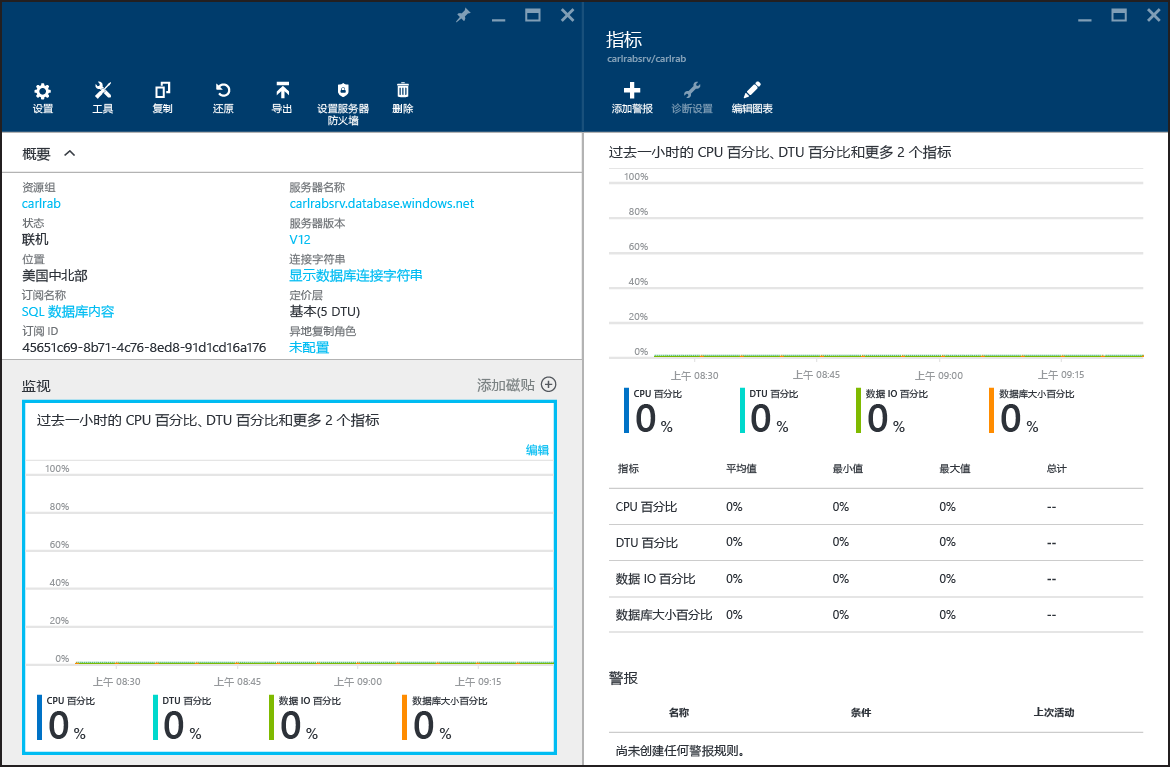 设置
工具
复制
还原
导出
设置服务器
防火墙
删除
概要
资源组
carlrab
状态
联机
位置
美国中北部
订阅名称
SQL 数据库内容
订阅 ID
45651c69-8b71-4c76-8ed8-91d1cd16a176
服务器名称
carlrabsrv.database.windows.net
服务器版本
V12
连接字符串
显示数据库连接字符串
定价层
基本(5 DTU)
异地复制角色
未配置
监视
添加磁贴
过去一小时的 CPU 百分比、DTU 百分比和更多 2 个指标
编辑
100%
80%
60%
40%
20%
0%
上午 08:30 上午 08:45 上午 09:00 上午 09:15
CPU 百分比
0 %
DTU 百分比
0 %
数据 IO 百分比
0 %
数据库大小百分比
0 %
指标
carlrabsrv/carlrab
添加警报
诊断设置
编辑图表
过去一小时的 CPU 百分比、DTU 百分比和更多 2 个指标
100%
80%
60%
40%
20%
0%
上午 08:30 上午 08:45 上午 09:00 上午 09:15
CPU 百分比
0 %
DTU 百分比
0 %
数据 IO 百分比
0 %
数据库大小百分比
0 %
指标 平均值 最小值 最大值 总计
CPU 百分比 0% 0% 0% --
DTU 百分比 0% 0% 0% --
数据 IO 百分比 0% 0% 0% --
数据库大小百分比 0% 0% 0% --
警报
名称 条件 上次活动
尚未创建任何警报规则。